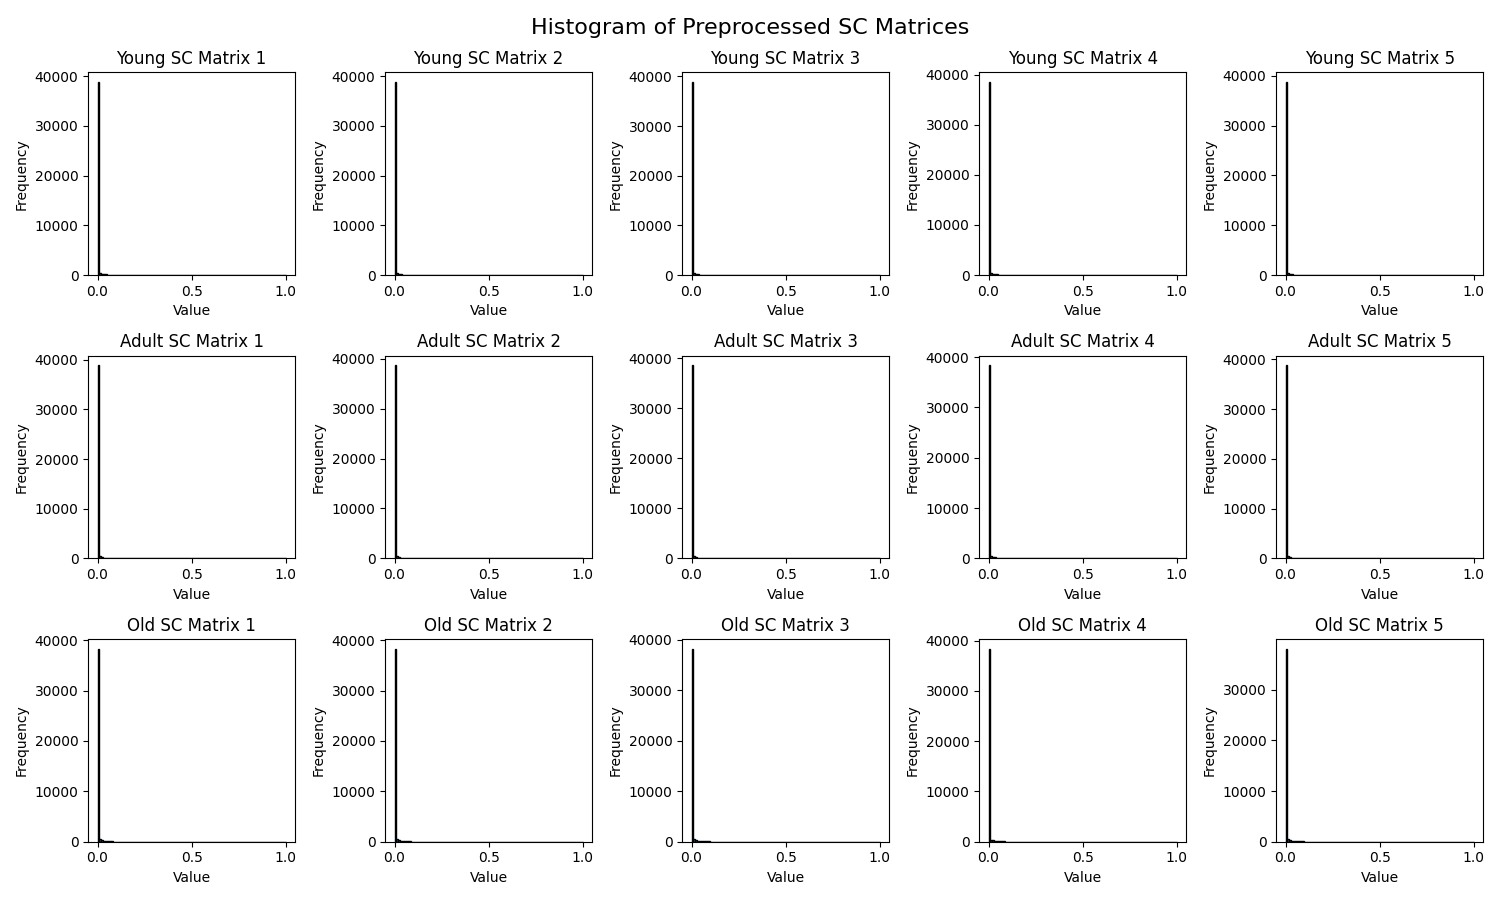 Histogram of Preprocessed SC Matrices
Young SC Matrix 1
40000
30000
20000
10000
0
Frequency
0.0 0.5 1.0
Value
Young SC Matrix 2
40000
30000
20000
10000
0
Frequency
0.0 0.5 1.0
Value
Young SC Matrix 3
40000
30000
20000
10000
0
Frequency
0.0 0.5 1.0
Value
Young SC Matrix 4
40000
30000
20000
10000
0
Frequency
0.0 0.5 1.0
Value
Young SC Matrix 5
40000
30000
20000
10000
0
Frequency
0.0 0.5 1.0
Value
Adult SC Matrix 1
40000
30000
20000
10000
0
Frequency
0.0 0.5 1.0
Value
Adult SC Matrix 2
40000
30000
20000
10000
0
Frequency
0.0 0.5 1.0
Value
Adult SC Matrix 3
40000
30000
20000
10000
0
Frequency
0.0 0.5 1.0
Value
Adult SC Matrix 4
40000
30000
20000
10000
0
Frequency
0.0 0.5 1.0
Value
Adult SC Matrix 5
40000
30000
20000
10000
0
Frequency
0.0 0.5 1.0
Value
Old SC Matrix 1
40000
30000
20000
10000
0
Frequency
0.0 0.5 1.0
Value
Old SC Matrix 2
40000
30000
20000
10000
0
Frequency
0.0 0.5 1.0
Value
Old SC Matrix 3
40000
30000
20000
10000
0
Frequency
0.0 0.5 1.0
Value
Old SC Matrix 4
40000
30000
20000
10000
0
Frequency
0.0 0.5 1.0
Value
Old SC Matrix 5
30000
20000
10000
0
Frequency
0.0 0.5 1.0
Value